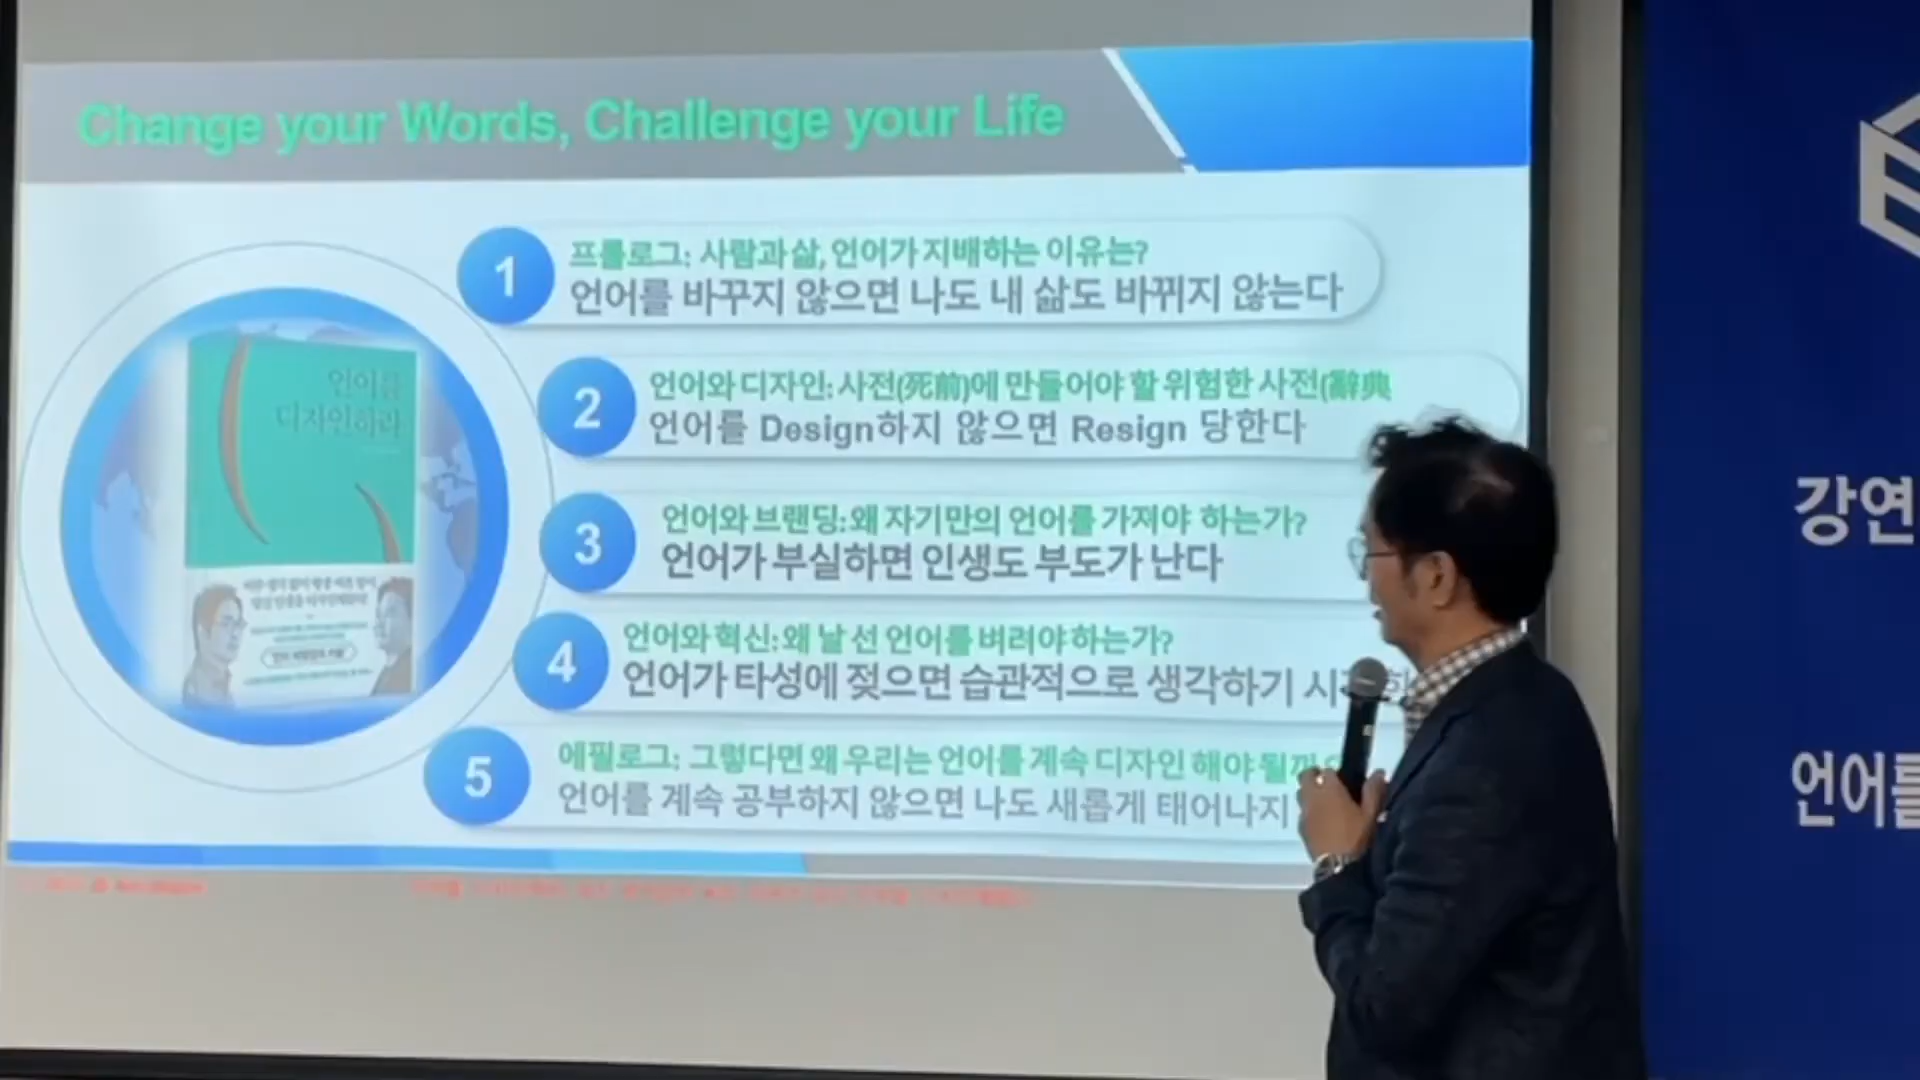 Change your Words, Challenge your Life
1
프롤로그: 사람과 삶, 언어가 지배하는 이유는?
언어를 바꾸지 않으면 나도 내 삶도 바뀌지 않는다
2
언어와 디자인: 사전(死前)에 만들어야 할 위험한 사전(辭典
언어를 Design하지 않으면 Resign 당한다
3
언어와 브랜딩:왜 자기만의 언어를 가져야 하는가?
언어가 부실하면 인생도 부도가 난다
4
언어와 혁신:왜 날 선 언어를 벼려야 하는가?
언어가 타성에 젖으면 습관적으로 생각하기
5
에필로그: 그렇다면 왜 우리는 언어를 계속 디자인 해야 될까
언어를 계속 공부하지 않으면 나도 새롭게 태어나지
언어를
디자인하라
강연
언어를